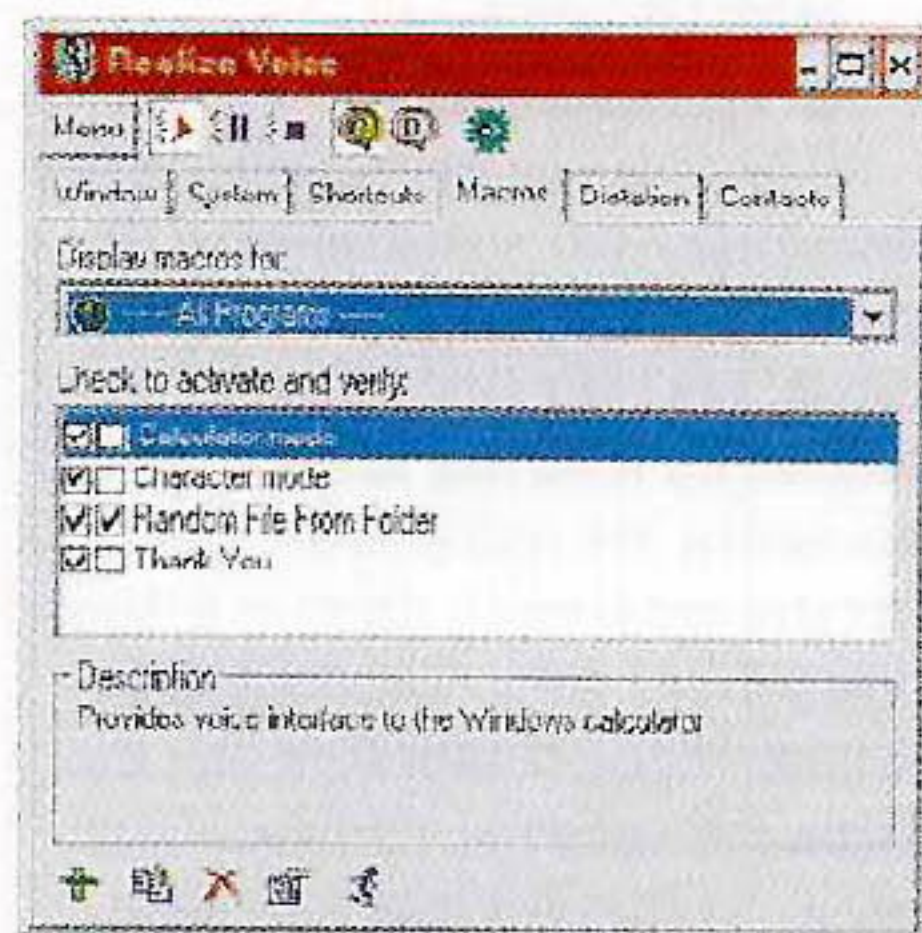 Realize Voice
Menu
Window System Shortcuts Macros Dictation Contacts
Display macros for:
---- All Programs ----
Check to activate and verify:
Calculator mode
Character mode
Random File From Folder
Thank You
Description
Provides voice interface to the Windows calculator